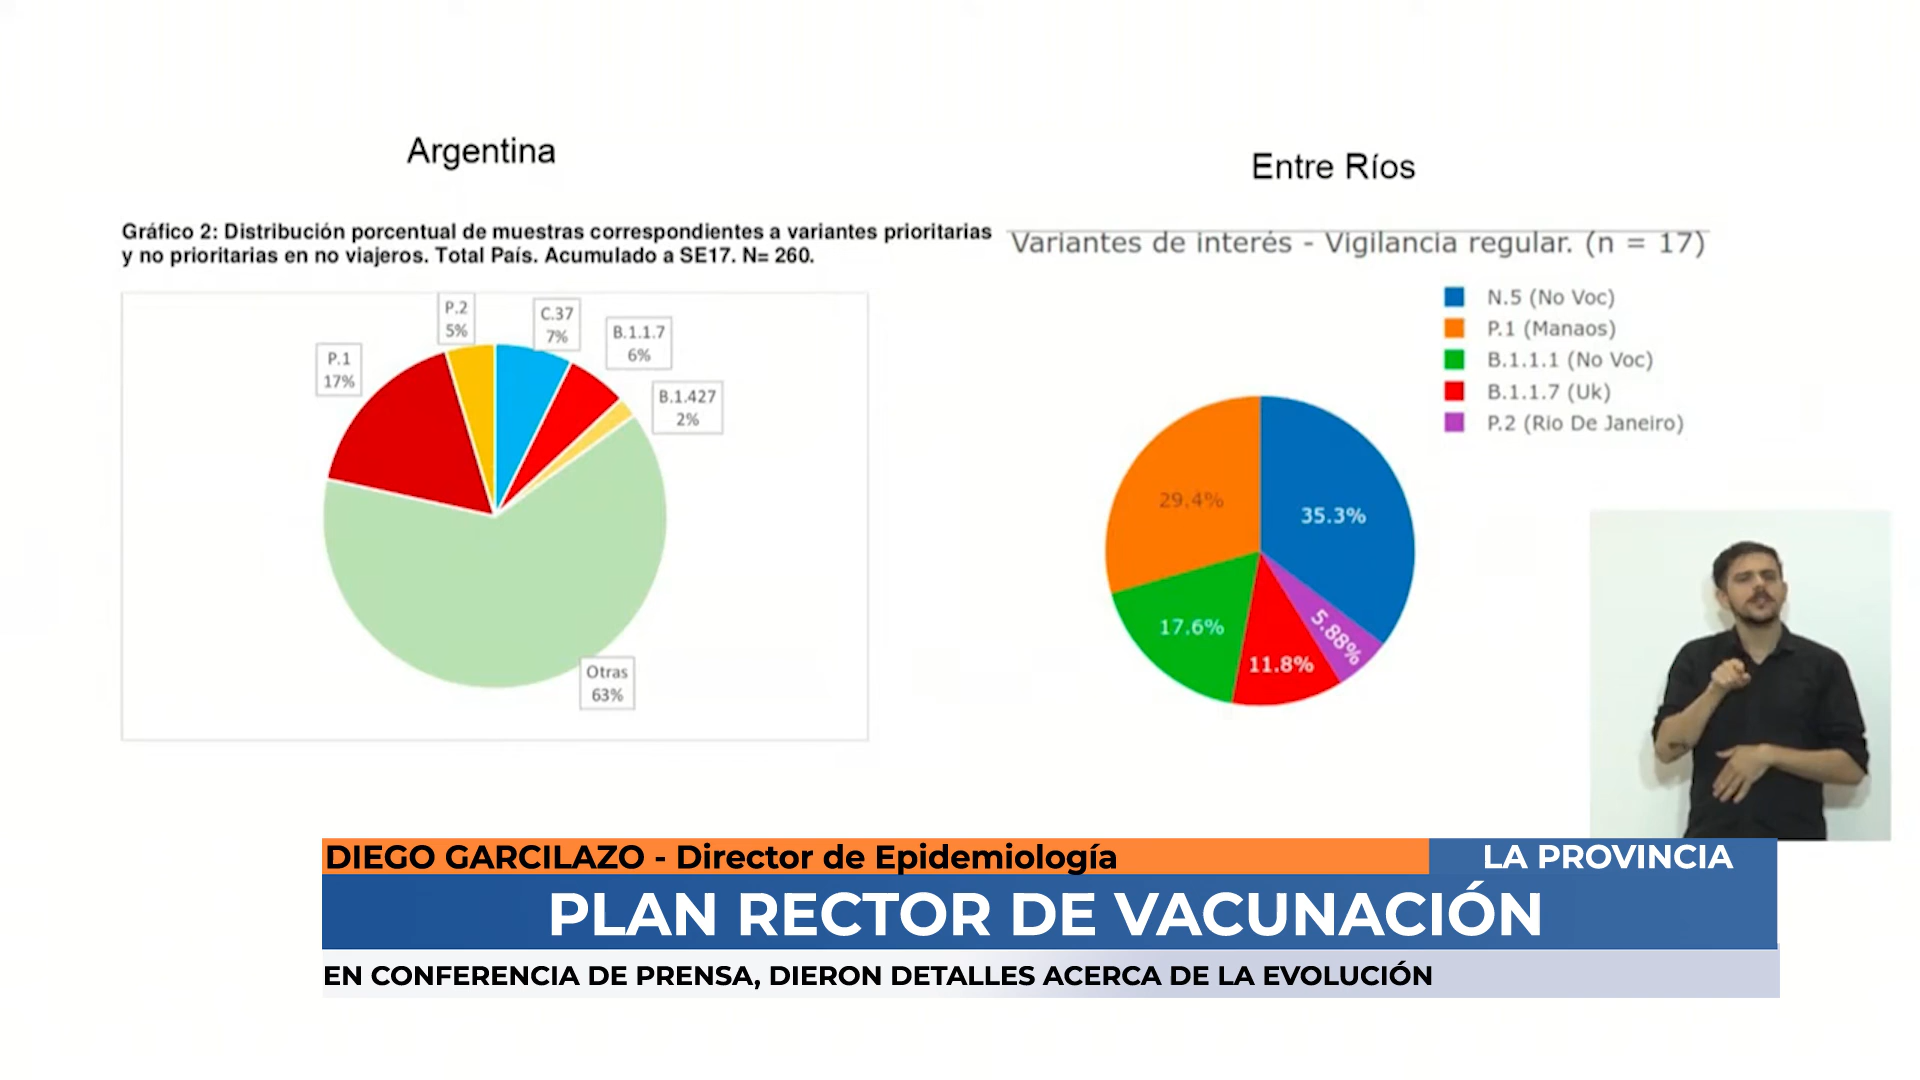 Argentina
Entre Ríos
Gráfico 2: Distribución porcentual de muestras correspondientes a variantes prioritarias
y no prioritarias en no viajeros. Total País. Acumulado a SE17. N= 260.
P.2
5%
C.37
7%
B.1.1.7
6%
P.1
17%
B.1.427
2%
Otras
63%
Variantes de interés - Vigilancia regular. (n = 17)
N.5 (No Voc)
P.1 (Manaos)
B.1.1.1 (No Voc)
B.1.1.7 (Uk)
P.2 (Rio De Janeiro)
29.4%
35.3%
17.6%
11.8%
5.88%
DIEGO GARCILAZO - Director de Epidemiología
LA PROVINCIA
PLAN RECTOR DE VACUNACIÓN
EN CONFERENCIA DE PRENSA, DIERON DETALLES ACERCA DE LA EVOLUCIÓN